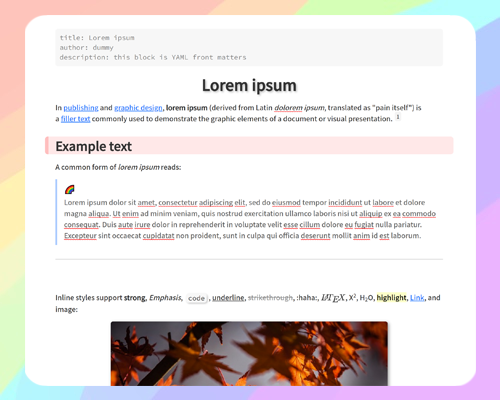 title: Lorem ipsum
author: dummy
description: this block is YAML front matters
Lorem ipsum
In publishing and graphic design, lorem ipsum (derived from Latin dolorem ipsum, translated as "pain itself") is
a filler text commonly used to demonstrate the graphic elements of a document or visual presentation. 1
Example text
A common form of lorem ipsum reads:
Lorem ipsum dolor sit amet, consectetur adipiscing elit, sed do eiusmod tempor incididunt ut labore et dolore
magna aliqua. Ut enim ad minim veniam, quis nostrud exercitation ullamco laboris nisi ut aliquip ex ea commodo
consequat. Duis aute irure dolor in reprehenderit in voluptate velit esse cillum dolore eu fugiat nulla pariatur.
Excepteur sint occaecat cupidatat non proident, sunt in culpa qui officia deserunt mollit anim id est laborum.
Inline styles support strong, Emphasis, code, underline, strikethrough, :haha:, LATEX, X², H₂O, highlight, Link, and
image: